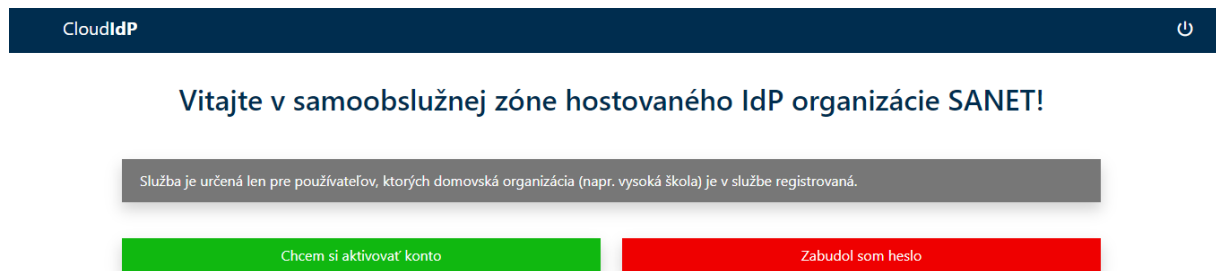 CloudIdP
Vitajte v samoobslužnej zóne hostovaného IdP organizácie SANET!
Služba je určená len pre používateľov, ktorých domovská organizácia (napr. vysoká škola) je v službe registrovaná.
Chcem si aktivovať konto
Zabudol som heslo